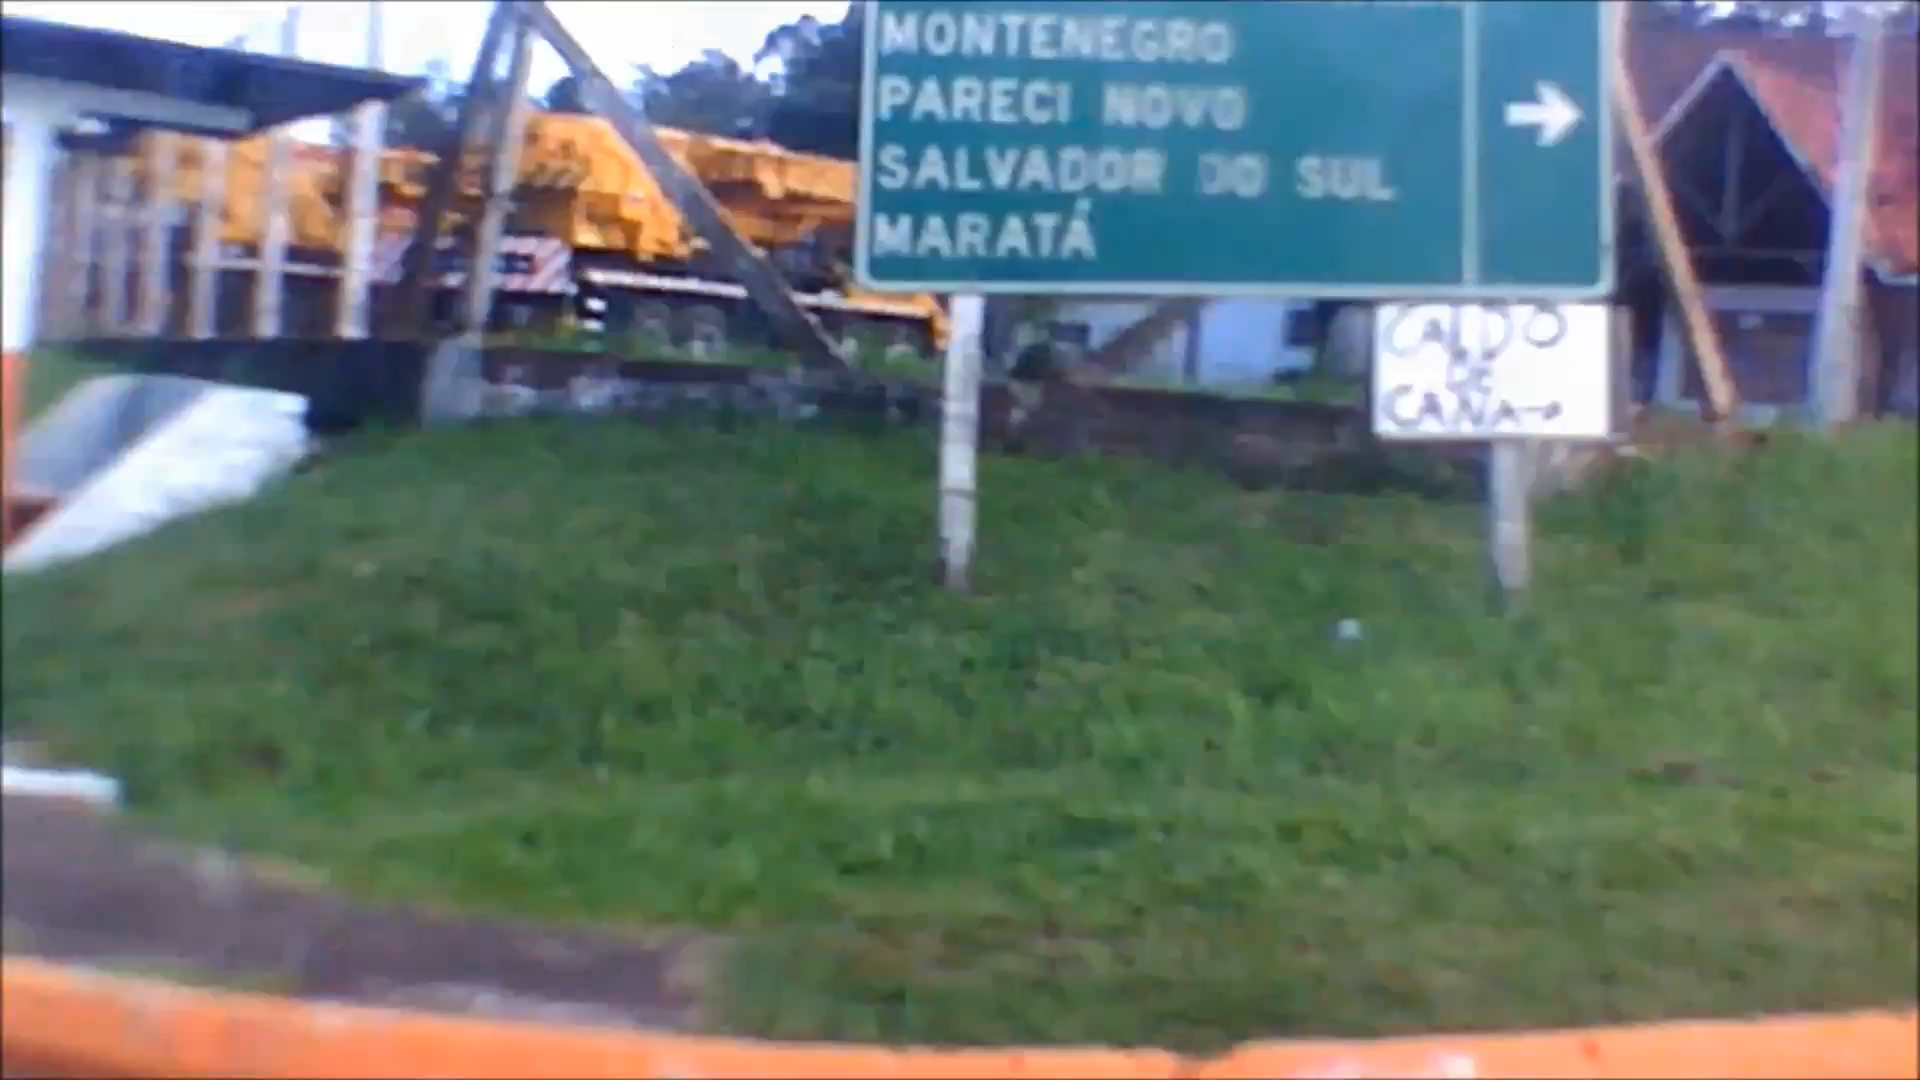 MONTENEGRO
PARECI NOVO
SALVADOR DO SUL
MARATÁ
CALDO
DE
CANA→